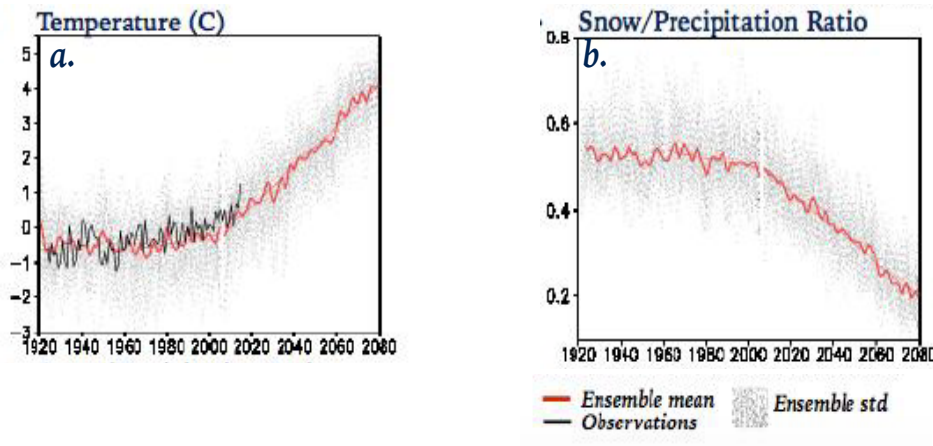 Temperature (C)
a.
5
4
3
2
1
0
−1
−2
−3
1920 1940 1960 1980 2000 2020 2040 2060 2080
Snow/Precipitation Ratio
b.
0.8
0.6
0.4
0.2
1920 1940 1960 1980 2000 2020 2040 2060 2080
Ensemble mean
Observations
Ensemble std